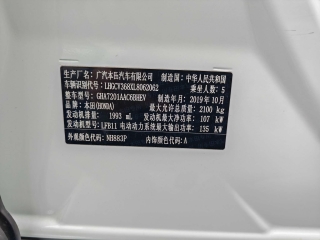 生产厂名：广汽本田汽车有限公司 制造国：中华人民共和国
车辆识别代号：LHGCV368XL8062062 乘坐人数：5
整车型号：GHA7201AAC6BHEV 制造年月：2019年10月
品牌：本田(HONDA) 最大允许总质量：2100 kg
发动机排量：1993 mL 发动机最大净功率：107 kW
发动机型号：LFB11 电动动力系统最大输出功率：135 kW
外观颜色代码：NH883P 内饰颜色代码：A